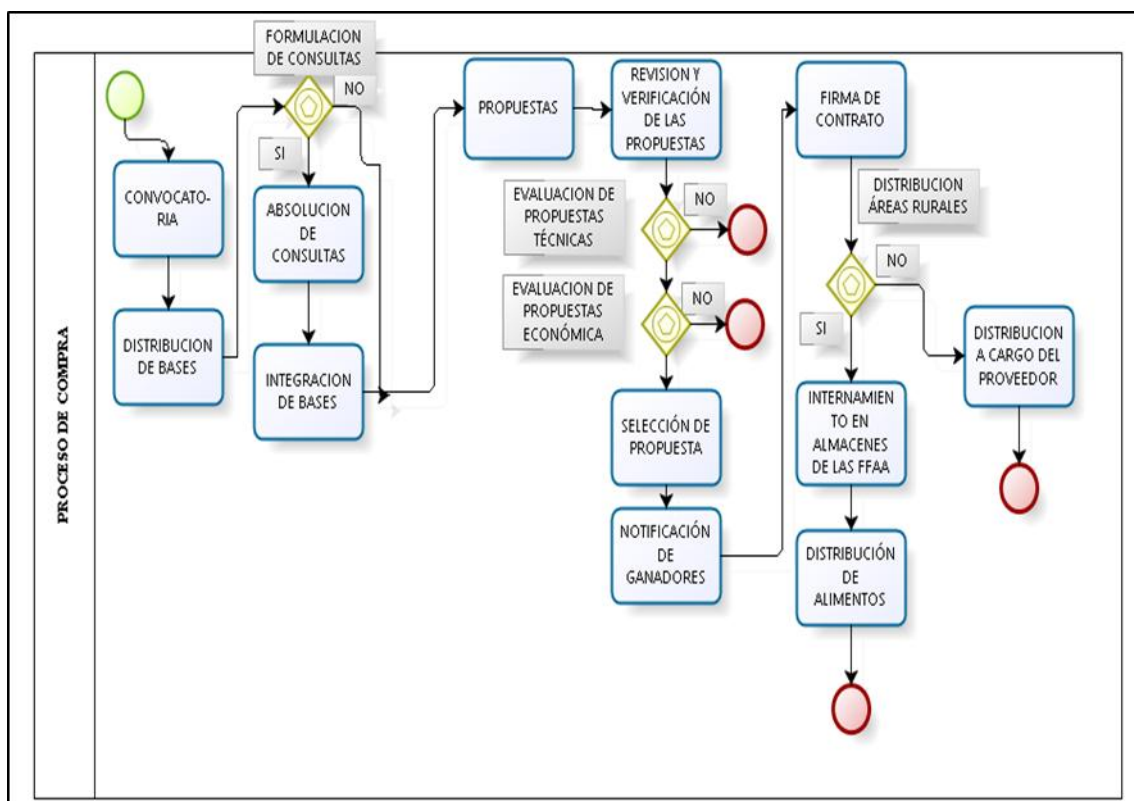 PROCESO DE COMPRA
FORMULACION
DE CONSULTAS
NO
SI
CONVOCATO-
RIA
DISTRIBUCION
DE BASES
ABSOLUCION
DE
CONSULTAS
INTEGRACION
DE BASES
PROPUESTAS
REVISION Y
VERIFICACIÓN
DE LAS
PROPUESTAS
EVALUACION DE
PROPUESTAS
TÉCNICAS
NO
EVALUACION DE
PROPUESTAS
ECONÓMICA
NO
SELECCIÓN DE
PROPUESTA
NOTIFICACIÓN
DE
GANADORES
FIRMA DE
CONTRATO
DISTRIBUCION
ÁREAS RURALES
NO
SI
DISTRIBUCION
A CARGO DEL
PROVEEDOR
INTERNAMIEN
TO EN
ALMACENES
DE LAS FFAA
DISTRIBUCIÓN
DE
ALIMENTOS